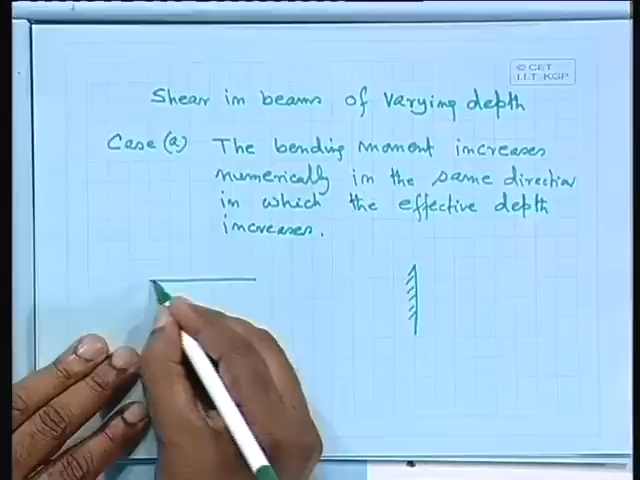 © CET
I.I.T. KGP
Shear in beams of varying depth
Case (a) The bending moment increases
numerically in the same direction
in which the effective depth
increases.